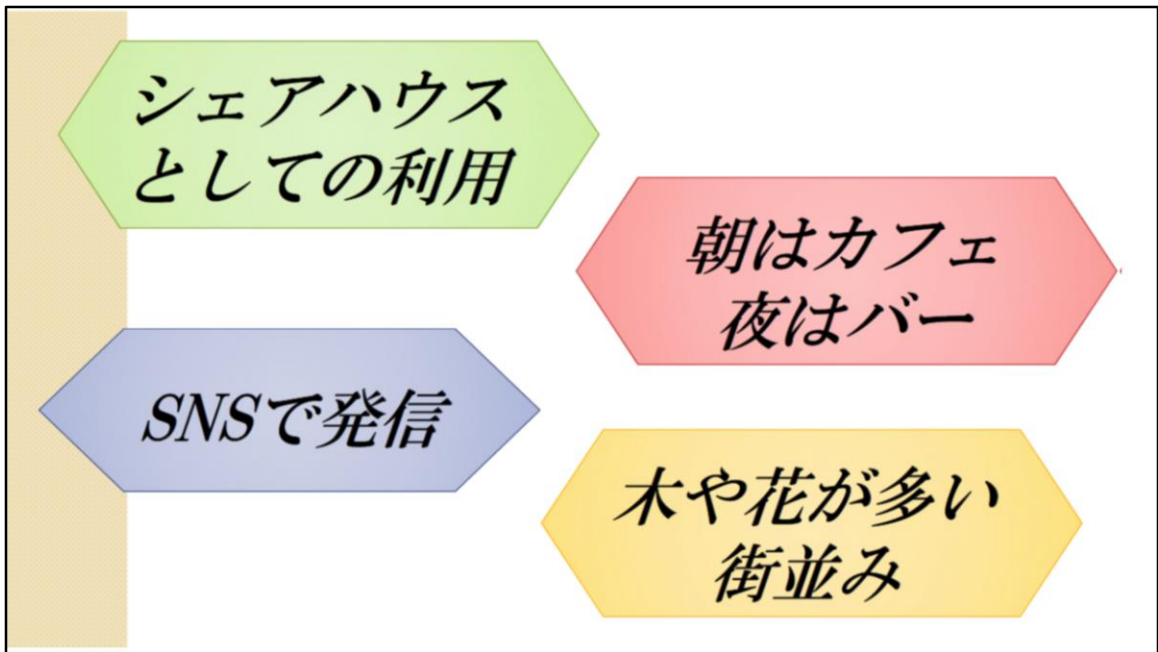 シェアハウス
としての利用
朝はカフェ
夜はバー
SNSで発信
木や花が多い
街並み